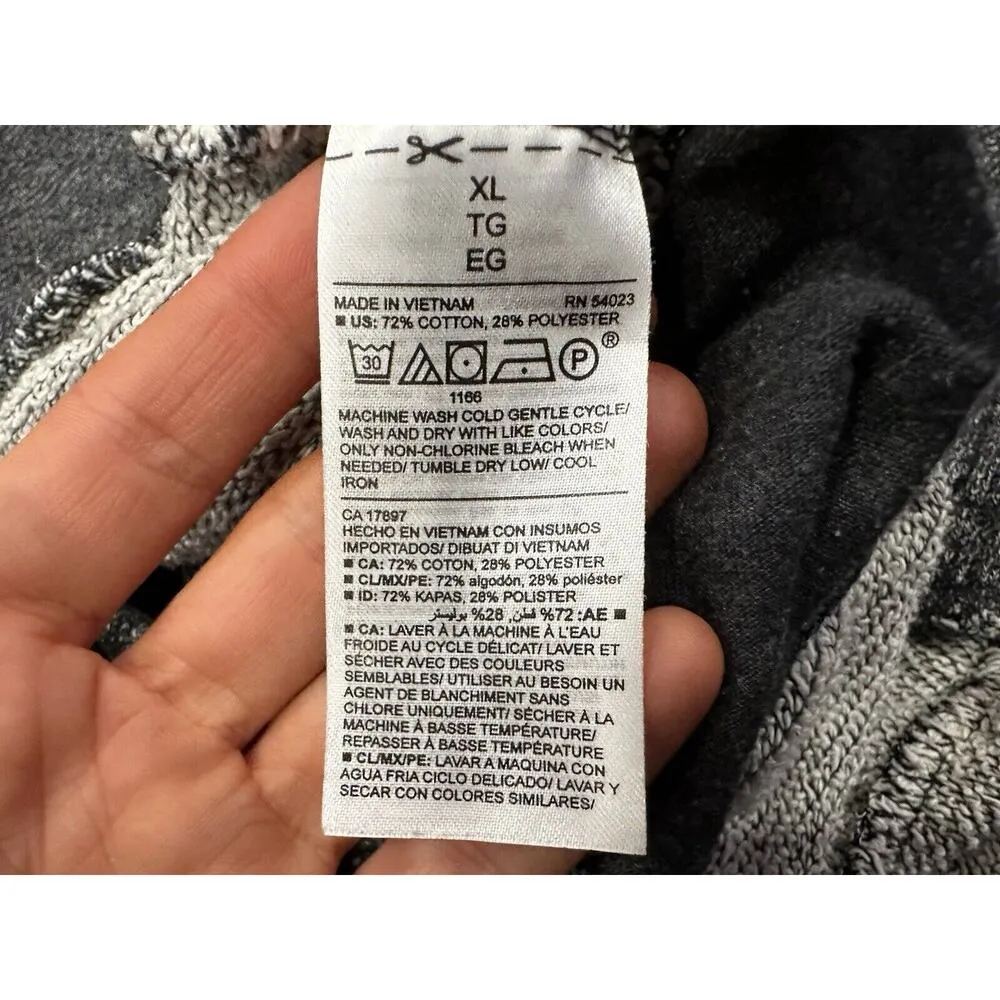 XL
TG
EG
MADE IN VIETNAM RN 54023
■ US: 72% COTTON, 28% POLYESTER
30 P ®
1166
MACHINE WASH COLD GENTLE CYCLE/
WASH AND DRY WITH LIKE COLORS/
ONLY NON-CHLORINE BLEACH WHEN
NEEDED/ TUMBLE DRY LOW/ COOL
IRON
CA 17897
HECHO EN VIETNAM CON INSUMOS
IMPORTADOS/ DIBUAT DI VIETNAM
■ CA: 72% COTON, 28% POLYESTER
■ CL/MX/PE: 72% algodón, 28% poliéster
■ ID: 72% KAPAS, 28% POLISTER
■ AE: 72% قطن, 28% بوليستر
■ CA: LAVER À LA MACHINE À L'EAU
FROIDE AU CYCLE DÉLICAT/ LAVER ET
SÉCHER AVEC DES COULEURS
SEMBLABLES/ UTILISER AU BESOIN UN
AGENT DE BLANCHIMENT SANS
CHLORE UNIQUEMENT/ SÉCHER À LA
MACHINE À BASSE TEMPÉRATURE/
REPASSER À BASSE TEMPÉRATURE
■ CL/MX/PE: LAVAR A MAQUINA CON
AGUA FRIA CICLO DELICADO/ LAVAR Y
SECAR CON COLORES SIMILARES/